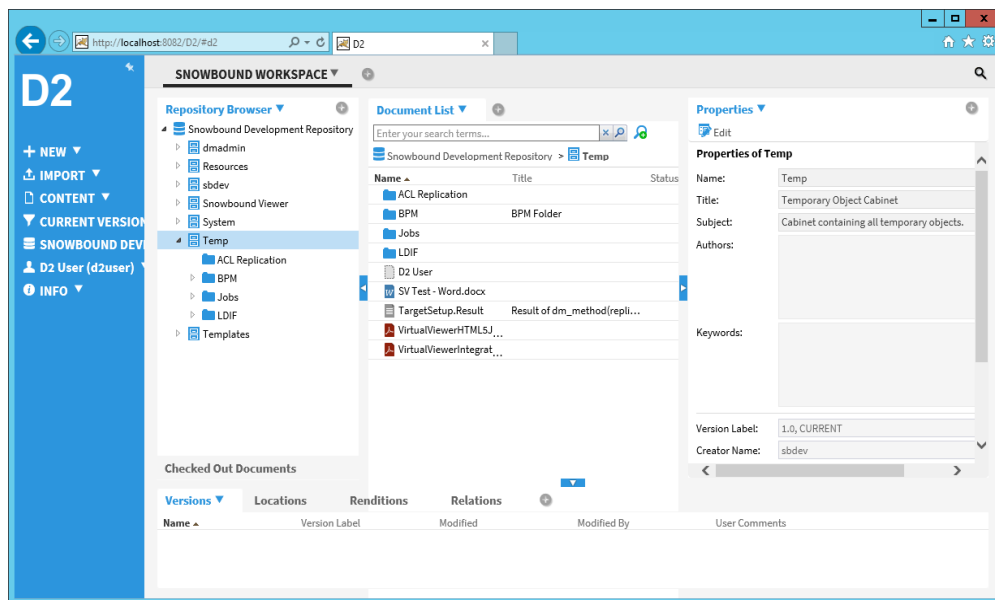 http://localhost:8082/D2/#d2
D2
D2
SNOWBOUND WORKSPACE
NEW
IMPORT
CONTENT
CURRENT VERSION
SNOWBOUND DEV
D2 User (d2user)
INFO
Repository Browser
Snowbound Development Repository
dmadmin
Resources
sbdev
Snowbound Viewer
System
Temp
ACL Replication
BPM
Jobs
LDIF
Templates
Checked Out Documents
Document List
Enter your search terms...
Snowbound Development Repository > Temp
Name Title Status
ACL Replication
BPM BPM Folder
Jobs
LDIF
D2 User
SV Test - Word.docx
TargetSetup.Result Result of dm_method(repli...
VirtualViewerHTML5J...
VirtualViewerIntegrat...
Properties
Edit
Properties of Temp
Name: Temp
Title: Temporary Object Cabinet
Subject: Cabinet containing all temporary objects.
Authors:
Keywords:
Version Label: 1.0, CURRENT
Creator Name: sbdev
Versions Locations Renditions Relations
Name Version Label Modified Modified By User Comments